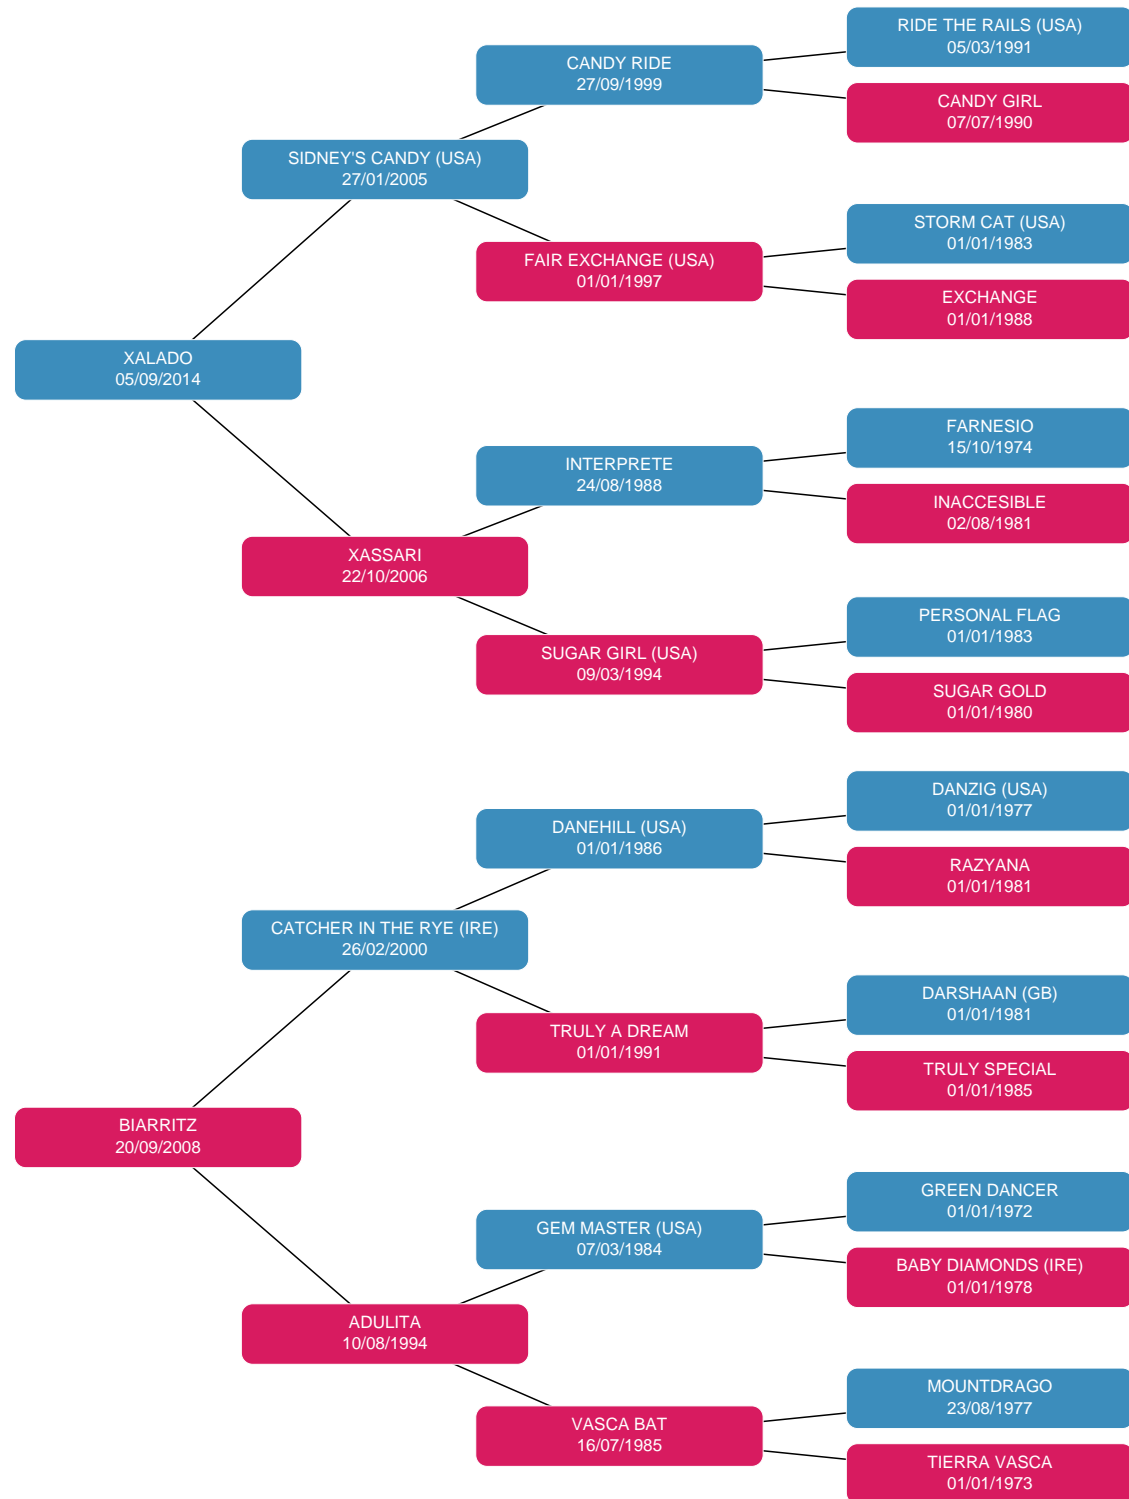 RIDE THE RAILS (USA)
05/03/1991
CANDY RIDE
27/09/1999
CANDY GIRL
07/07/1990
SIDNEY'S CANDY (USA)
27/01/2005
STORM CAT (USA)
01/01/1983
FAIR EXCHANGE (USA)
01/01/1997
EXCHANGE
01/01/1988
XALADO
05/09/2014
FARNESIO
15/10/1974
INTERPRETE
24/08/1988
INACCESIBLE
02/08/1981
XASSARI
22/10/2006
PERSONAL FLAG
01/01/1983
SUGAR GIRL (USA)
09/03/1994
SUGAR GOLD
01/01/1980
DANZIG (USA)
01/01/1977
DANEHILL (USA)
01/01/1986
RAZYANA
01/01/1981
CATCHER IN THE RYE (IRE)
26/02/2000
DARSHAAN (GB)
01/01/1981
TRULY A DREAM
01/01/1991
TRULY SPECIAL
01/01/1985
BIARRITZ
20/09/2008
GREEN DANCER
01/01/1972
GEM MASTER (USA)
07/03/1984
BABY DIAMONDS (IRE)
01/01/1978
ADULITA
10/08/1994
MOUNTDRAGO
23/08/1977
VASCA BAT
16/07/1985
TIERRA VASCA
01/01/1973